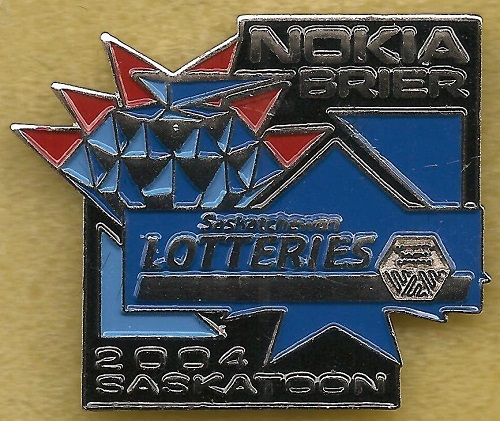 NOKIA
BRIER
Saskatchewan
LOTTERIES
2004
SASKATOON